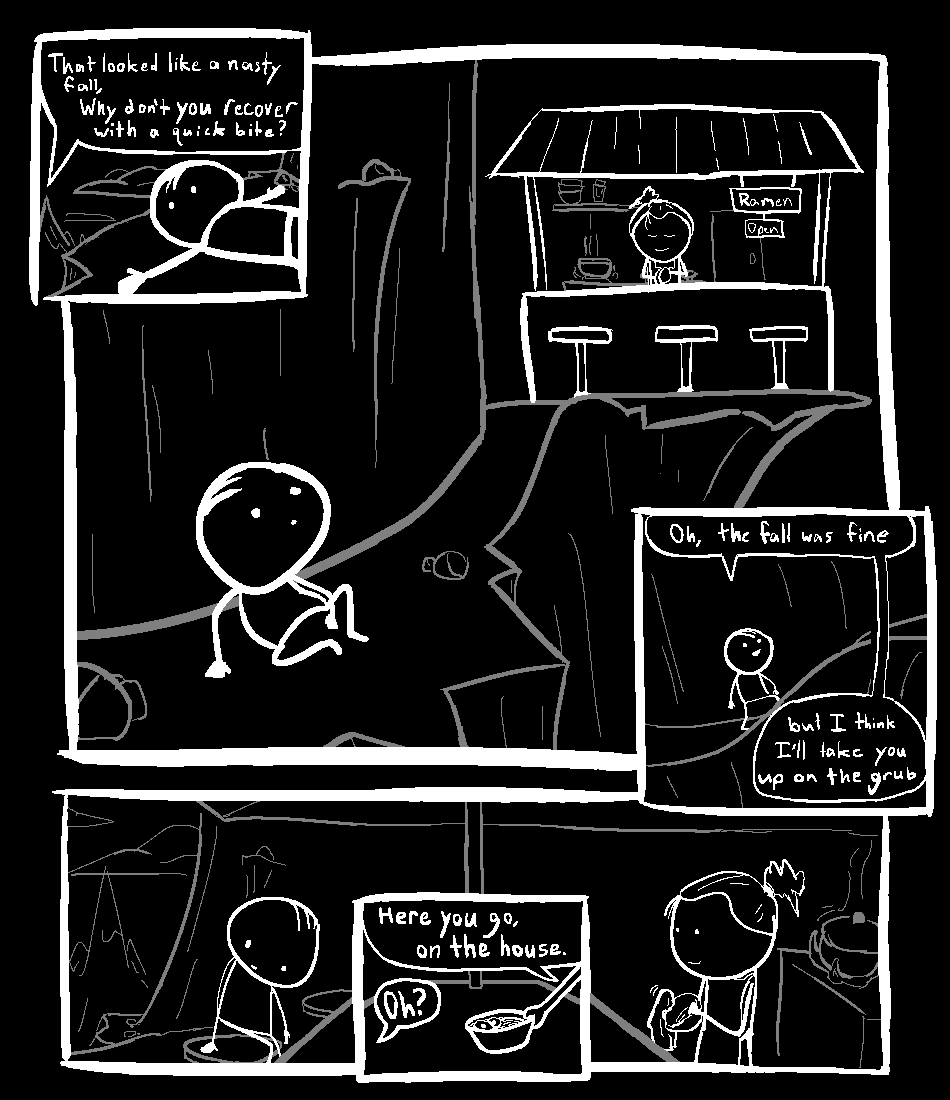 That looked like a nasty
fall,
Why don't you recover
with a quick bite?
Ramen
Open
Oh, the fall was fine
but I think
I'll take you
up on the grub
Here you go,
on the house.
Oh?